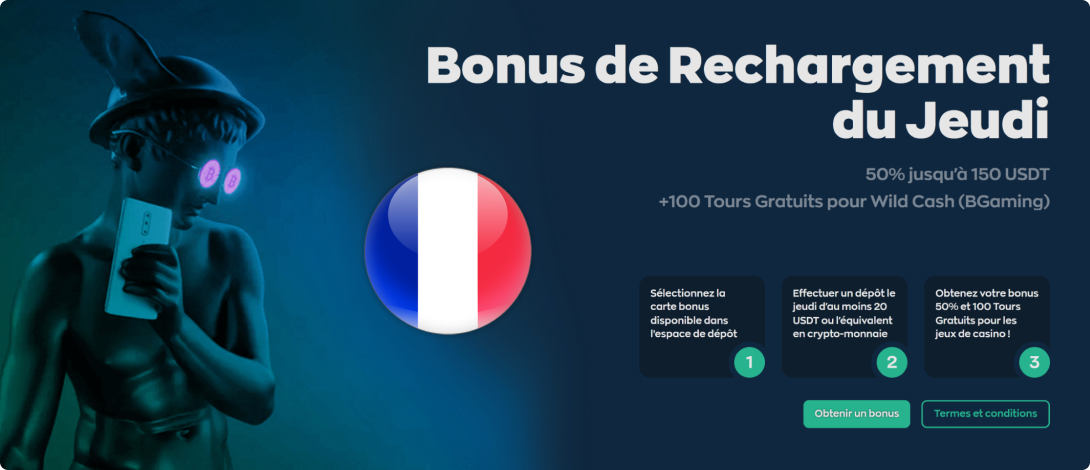 Bonus de Rechargement
du Jeudi
50% jusqu'à 150 USDT
+100 Tours Gratuits pour Wild Cash (BGaming)
Sélectionnez la
carte bonus
disponible dans
l'espace de dépôt
1
Effectuer un dépôt le
jeudi d'au moins 20
USDT ou l'équivalent
en crypto-monnaie
2
Obtenez votre bonus
50% et 100 Tours
Gratuits pour les
jeux de casino !
3
Obtenir un bonus
Termes et conditions